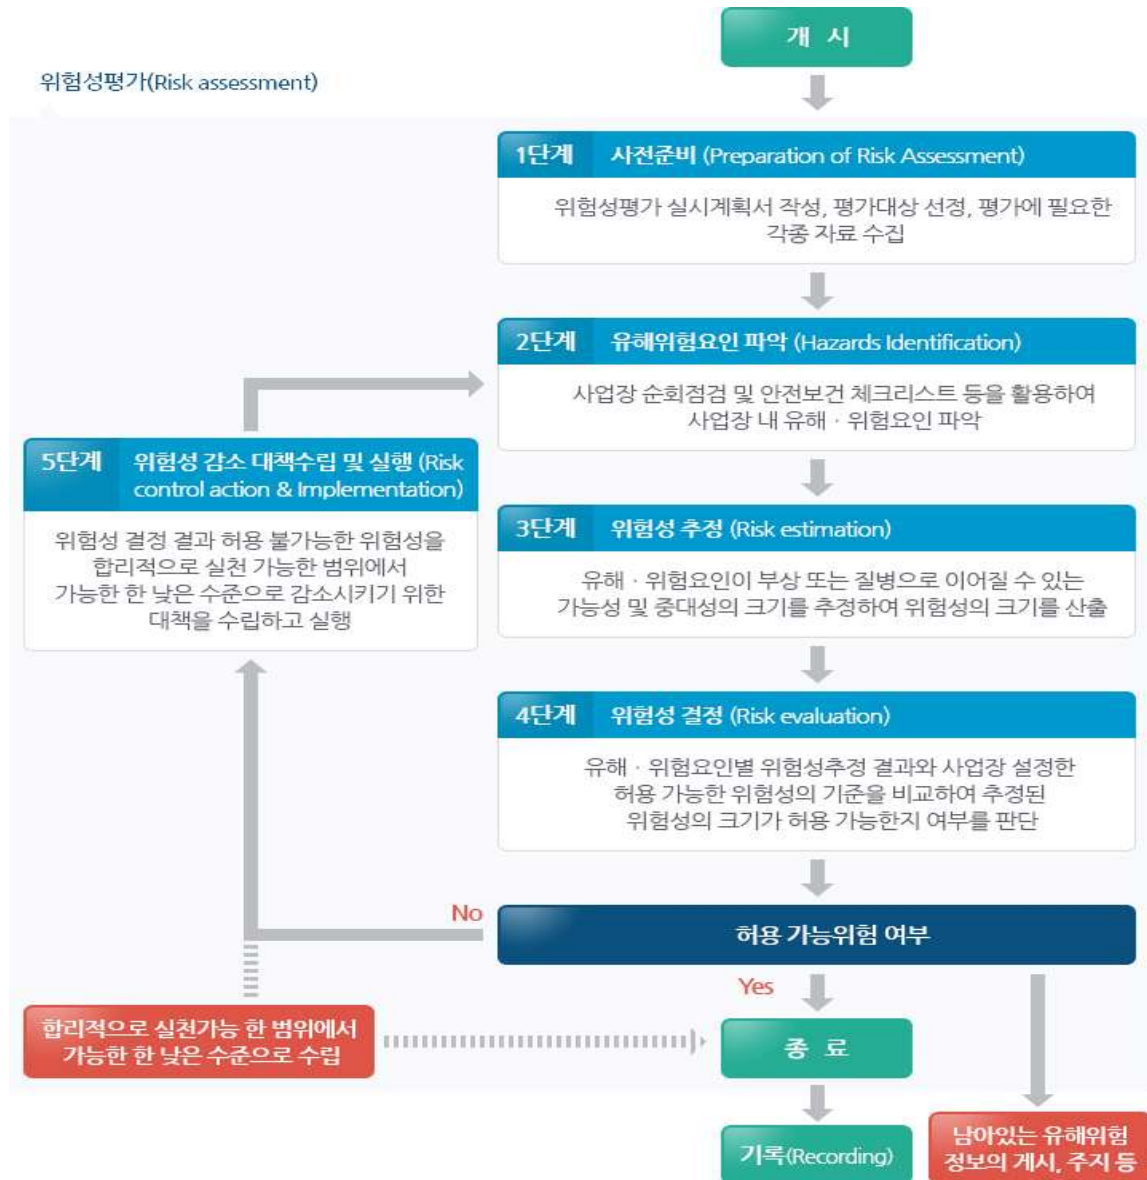 개 시
위험성평가(Risk assessment)
1단계 사전준비 (Preparation of Risk Assessment)
위험성평가 실시계획서 작성, 평가대상 선정, 평가에 필요한
각종 자료 수집
2단계 유해위험요인 파악 (Hazards Identification)
사업장 순회점검 및 안전보건 체크리스트 등을 활용하여
사업장 내 유해 · 위험요인 파악
5단계 위험성 감소 대책수립 및 실행 (Risk
control action & Implementation)
위험성 결정 결과 허용 불가능한 위험성을
합리적으로 실천 가능한 범위에서
가능한 한 낮은 수준으로 감소시키기 위한
대책을 수립하고 실행
3단계 위험성 추정 (Risk estimation)
유해 · 위험요인이 부상 또는 질병으로 이어질 수 있는
가능성 및 중대성의 크기를 추정하여 위험성의 크기를 산출
4단계 위험성 결정 (Risk evaluation)
유해 · 위험요인별 위험성추정 결과와 사업장 설정한
허용 가능한 위험성의 기준을 비교하여 추정된
위험성의 크기가 허용 가능한지 여부를 판단
No
허용 가능위험 여부
Yes
합리적으로 실천가능 한 범위에서
가능한 한 낮은 수준으로 수립
종 료
기록(Recording)
남아있는 유해위험
정보의 게시, 주지 등